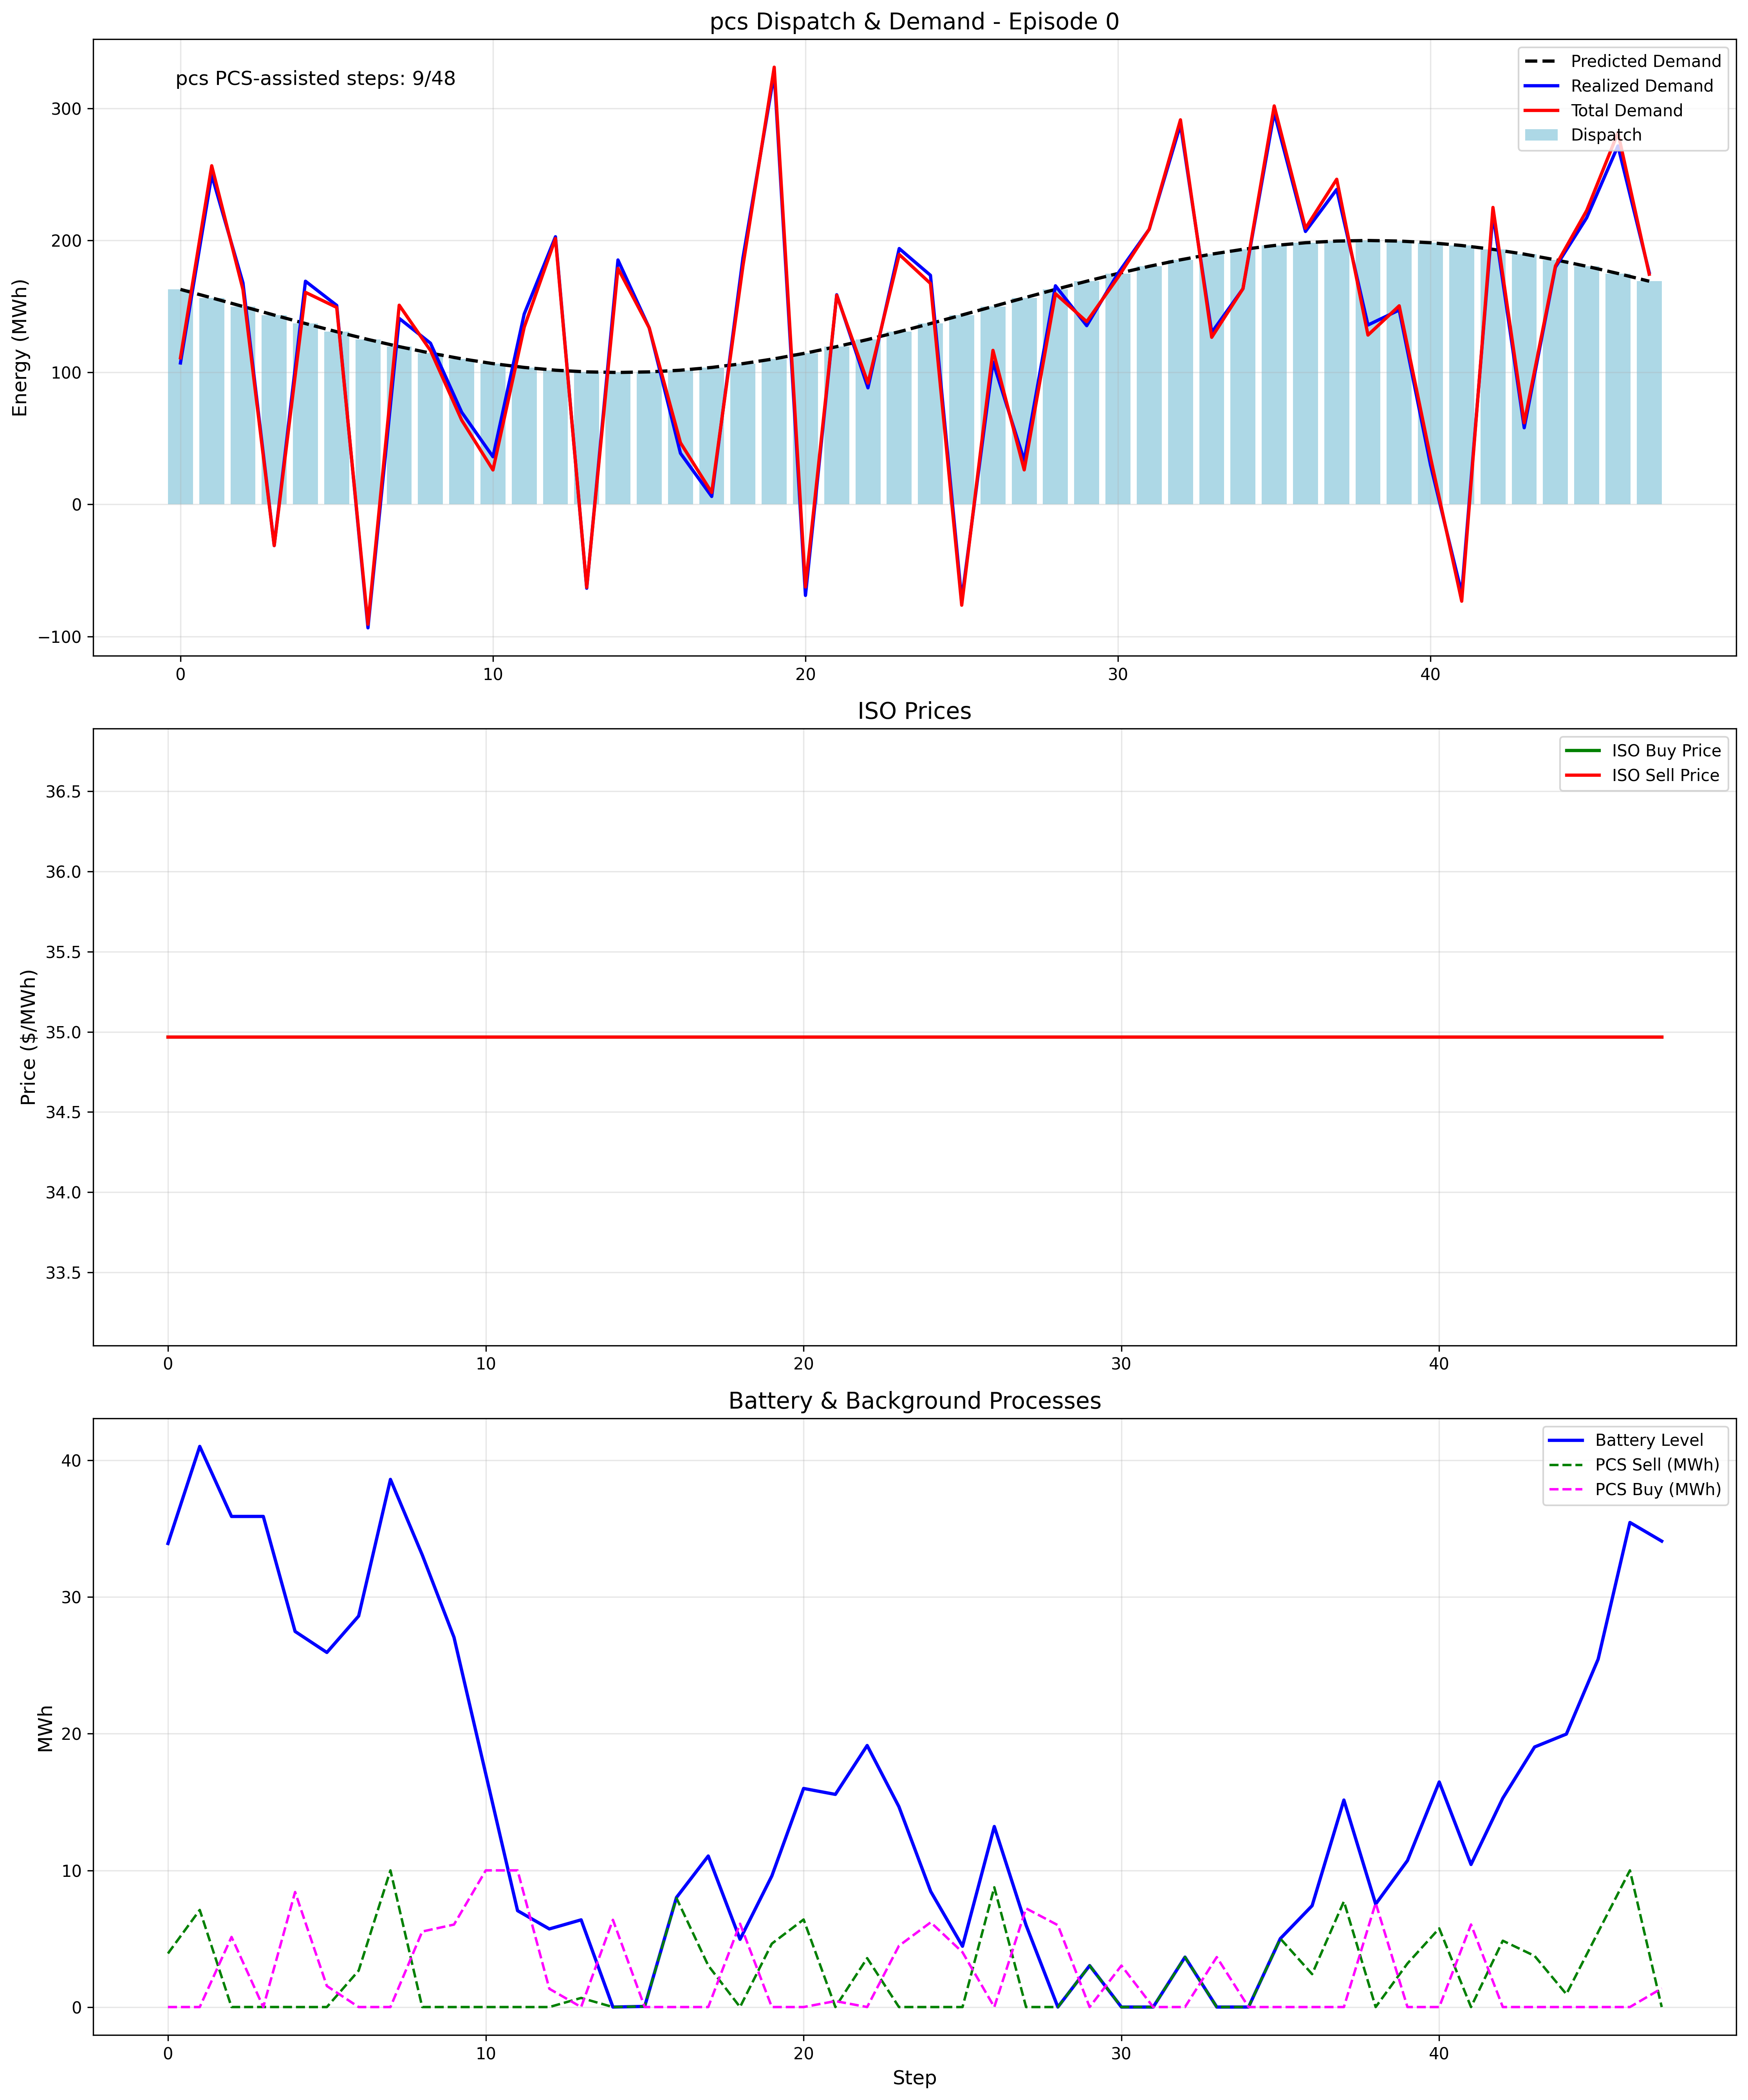 pcs Dispatch & Demand - Episode 0
pcs PCS-assisted steps: 9/48
Predicted Demand
Realized Demand
Total Demand
Dispatch
Energy (MWh)
300
200
100
0
−100
0 10 20 30 40
ISO Prices
ISO Buy Price
ISO Sell Price
Price ($/MWh)
36.5
36.0
35.5
35.0
34.5
34.0
33.5
0 10 20 30 40
Battery & Background Processes
Battery Level
PCS Sell (MWh)
PCS Buy (MWh)
MWh
40
30
20
10
0
0 10 20 30 40
Step